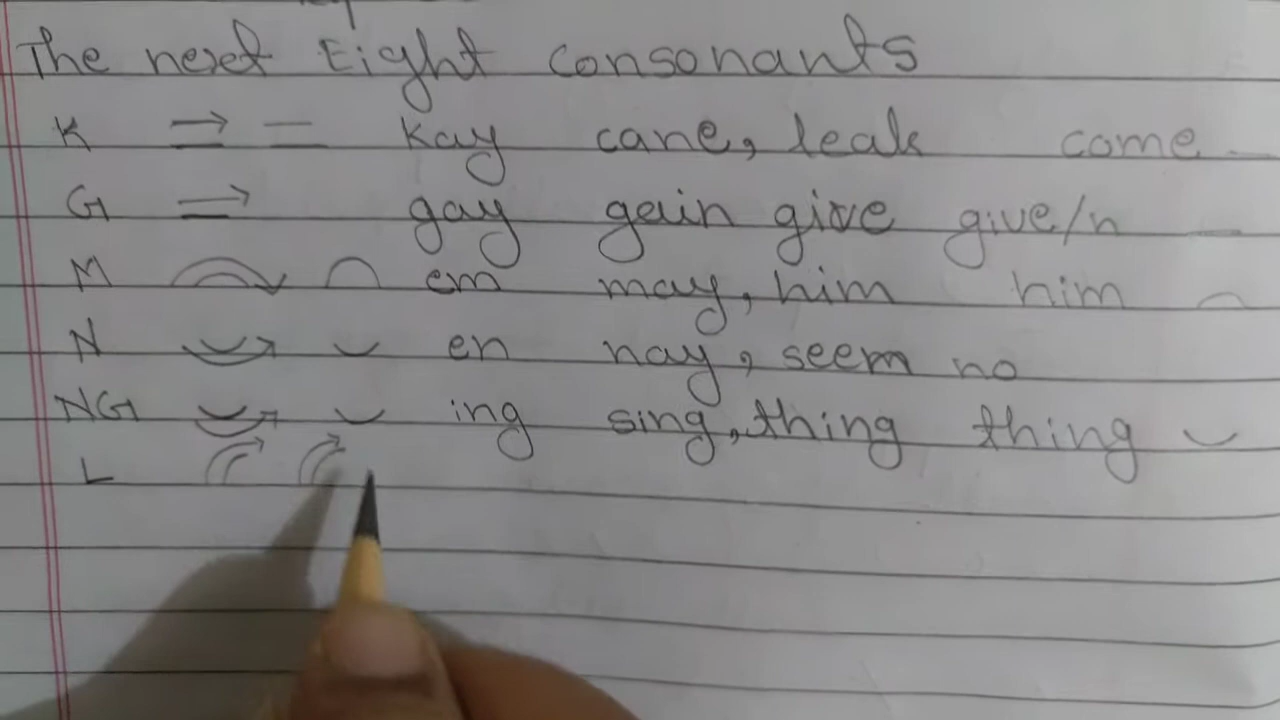 The next Eight consonants
K Kay cane, leak come
G gay gain give give/n
M em may, him him
N en nay, seem no
NG ing sing, thing thing
L